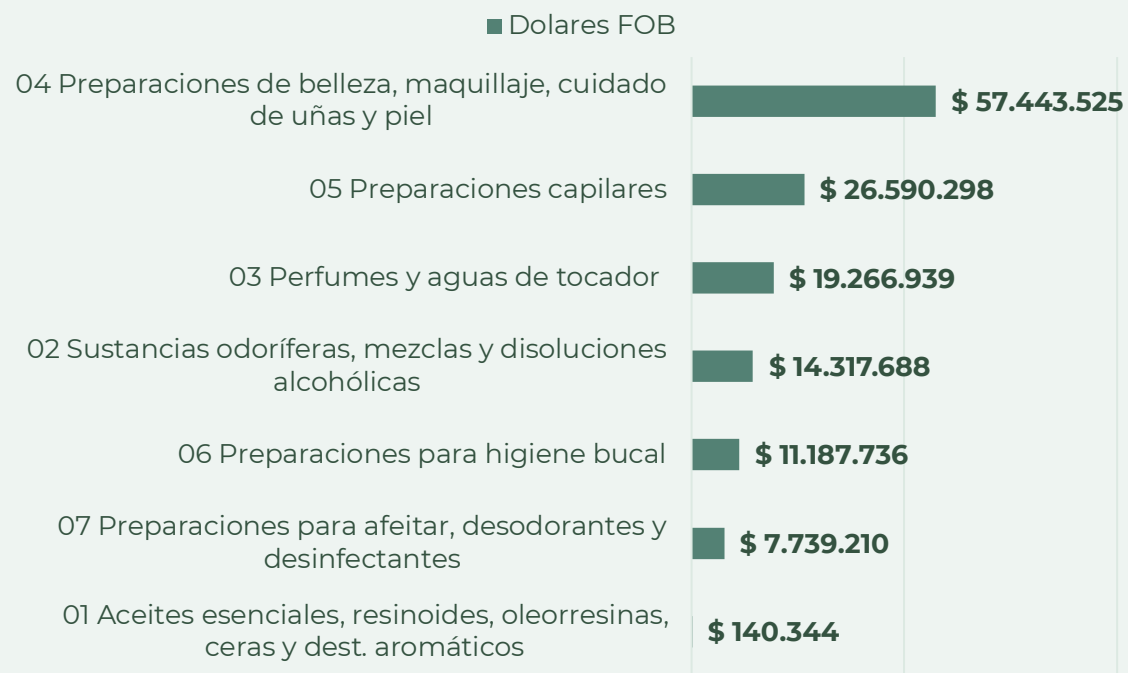 Dolares FOB
04 Preparaciones de belleza, maquillaje, cuidado
de uñas y piel
$ 57.443.525
05 Preparaciones capilares
$ 26.590.298
03 Perfumes y aguas de tocador
$ 19.266.939
02 Sustancias odoríferas, mezclas y disoluciones
alcohólicas
$ 14.317.688
06 Preparaciones para higiene bucal
$ 11.187.736
07 Preparaciones para afeitar, desodorantes y
desinfectantes
$ 7.739.210
01 Aceites esenciales, resinoides, oleorresinas,
ceras y dest. aromáticos
$ 140.344